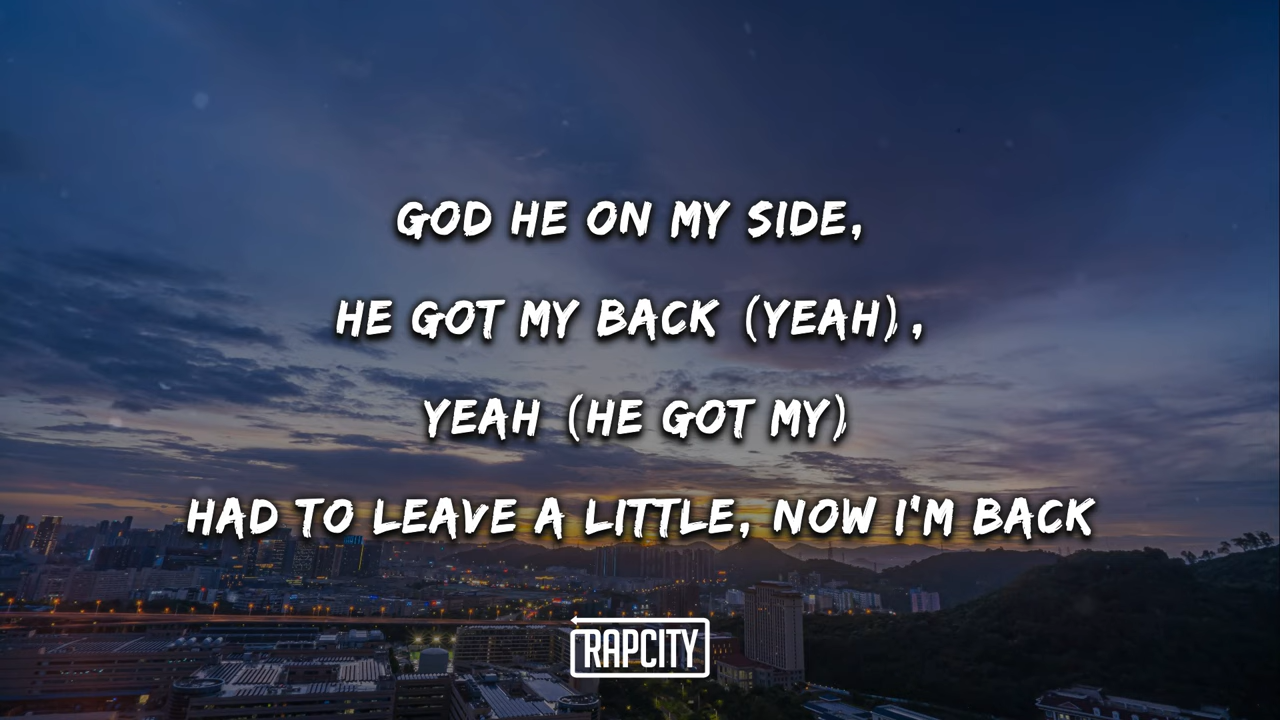 GOD HE ON MY SIDE,
HE GOT MY BACK (YEAH),
YEAH (HE GOT MY)
HAD TO LEAVE A LITTLE, NOW I'M BACK
RAPCITY